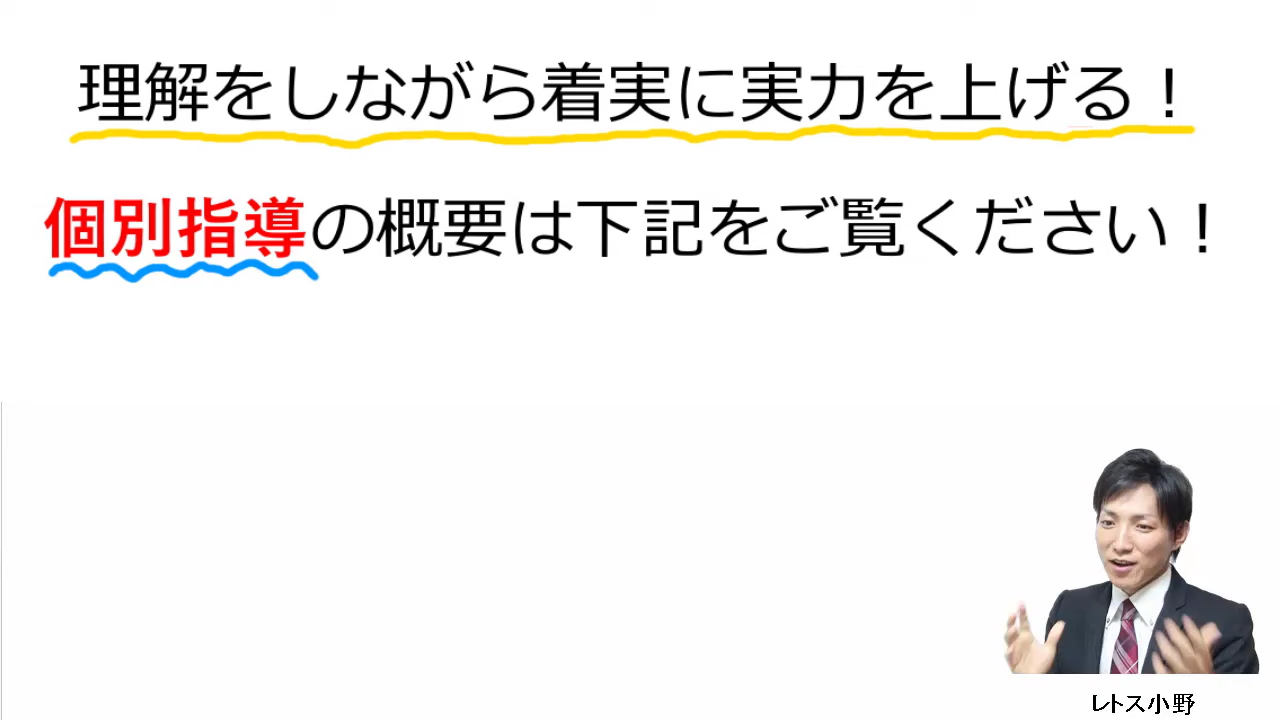 理解をしながら着実に実力を上げる！
個別指導の概要は下記をご覧ください！
レトス小野